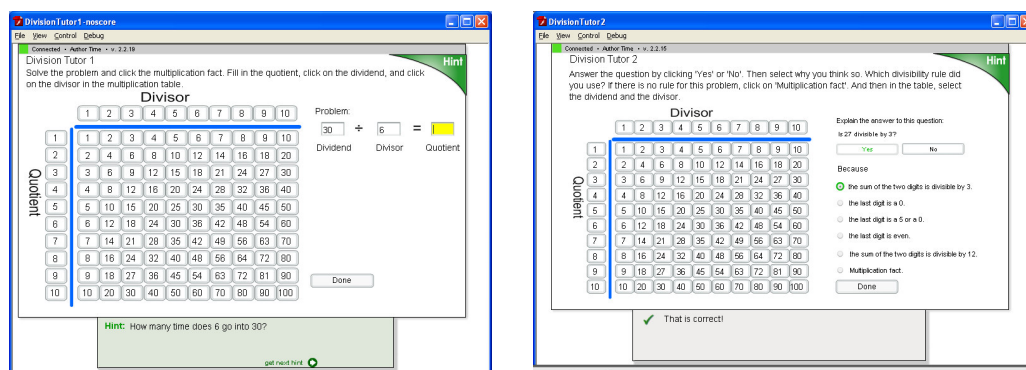 DivisionTutor1-noscore
File View Control Debug
Connected • Author Time • v. 2.2.19
Division Tutor 1
Hint
Solve the problem and click the multiplication fact. Fill in the quotient, click on the dividend, and click
on the divisor in the multiplication table.
Divisor
1 2 3 4 5 6 7 8 9 10
Quotient
1 1 2 3 4 5 6 7 8 9 10
2 2 4 6 8 10 12 14 16 18 20
3 3 6 9 12 15 18 21 24 27 30
4 4 8 12 16 20 24 28 32 36 40
5 5 10 15 20 25 30 35 40 45 50
6 6 12 18 24 30 36 42 48 54 60
7 7 14 21 28 35 42 49 56 63 70
8 8 16 24 32 40 48 56 64 72 80
9 9 18 27 36 45 54 63 72 81 90
10 10 20 30 40 50 60 70 80 90 100
Problem:
30 ÷ 6 =
Dividend Divisor Quotient
Done
Hint: How many time does 6 go into 30?
get next hint
DivisionTutor2
File View Control Debug
Connected • Author Time • v. 2.2.15
Division Tutor 2
Hint
Answer the question by clicking 'Yes' or 'No'. Then select why you think so. Which divisibility rule did
you use? If there is no rule for this problem, click on 'Multiplication fact'. And then in the table, select
the dividend and the divisor.
Divisor
1 2 3 4 5 6 7 8 9 10
Quotient
1 1 2 3 4 5 6 7 8 9 10
2 2 4 6 8 10 12 14 16 18 20
3 3 6 9 12 15 18 21 24 27 30
4 4 8 12 16 20 24 28 32 36 40
5 5 10 15 20 25 30 35 40 45 50
6 6 12 18 24 30 36 42 48 54 60
7 7 14 21 28 35 42 49 56 63 70
8 8 16 24 32 40 48 56 64 72 80
9 9 18 27 36 45 54 63 72 81 90
10 10 20 30 40 50 60 70 80 90 100
Explain the answer to this question:
Is 27 divisible by 3?
Yes No
Because
the sum of the two digits is divisible by 3.
the last digit is a 0.
the last digit is a 5 or a 0.
the last digit is even.
the sum of the two digits is divisible by 12.
Multiplication fact.
Done
That is correct!